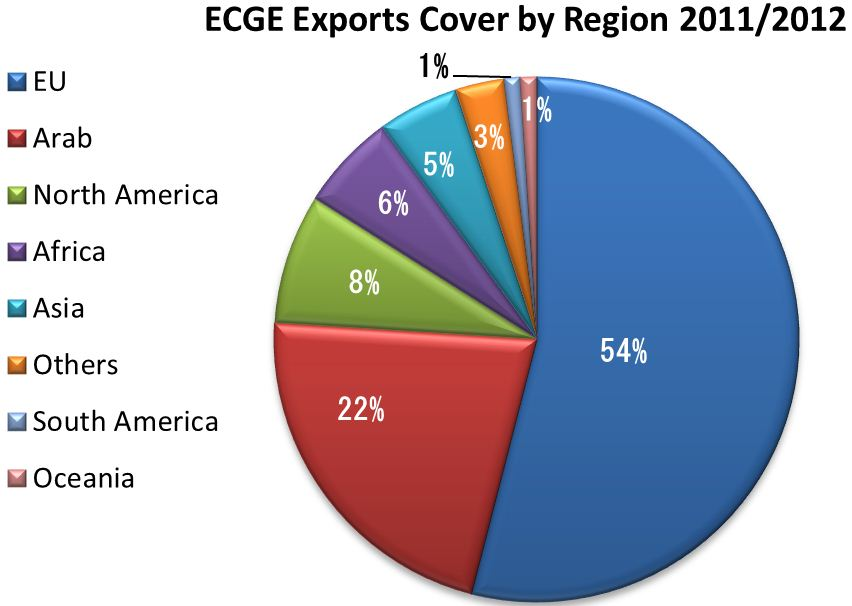 ECGE Exports Cover by Region 2011/2012
EU
Arab
North America
Africa
Asia
Others
South America
Oceania
1%
1%
3%
5%
6%
8%
54%
22%